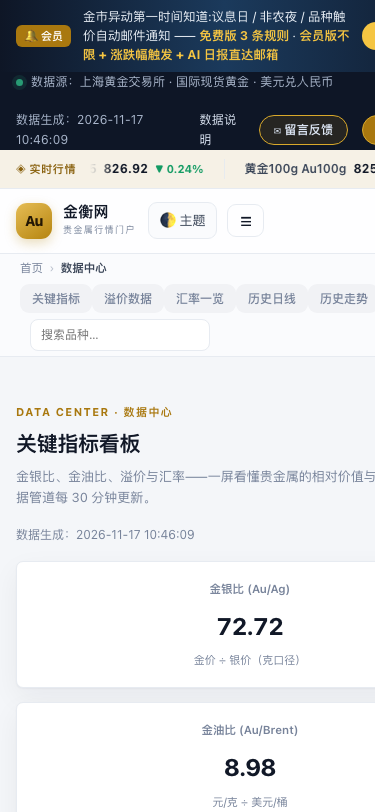 会员
金市异动第一时间知道:议息日 / 非农夜 / 品种触
价自动邮件通知 —— 免费版 3 条规则 · 会员版不
限 + 涨跌幅触发 + AI 日报直达邮箱
数据源：上海黄金交易所 · 国际现货黄金 · 美元兑人民币
数据生成：2026-11-17
10:46:09
数据说
明
✉ 留言反馈
◈ 实时行情
826.92 ▼0.24%
黄金100g Au100g 825
Au
金衡网
贵金属行情门户
主题
☰
首页 › 数据中心
关键指标 溢价数据 汇率一览 历史日线 历史走势
搜索品种...
DATA CENTER · 数据中心
关键指标看板
金银比、金油比、溢价与汇率——一屏看懂贵金属的相对价值与
据管道每 30 分钟更新。
数据生成：2026-11-17 10:46:09
金银比 (Au/Ag)
72.72
金价 ÷ 银价（克口径）
金油比 (Au/Brent)
8.98
元/克 ÷ 美元/桶